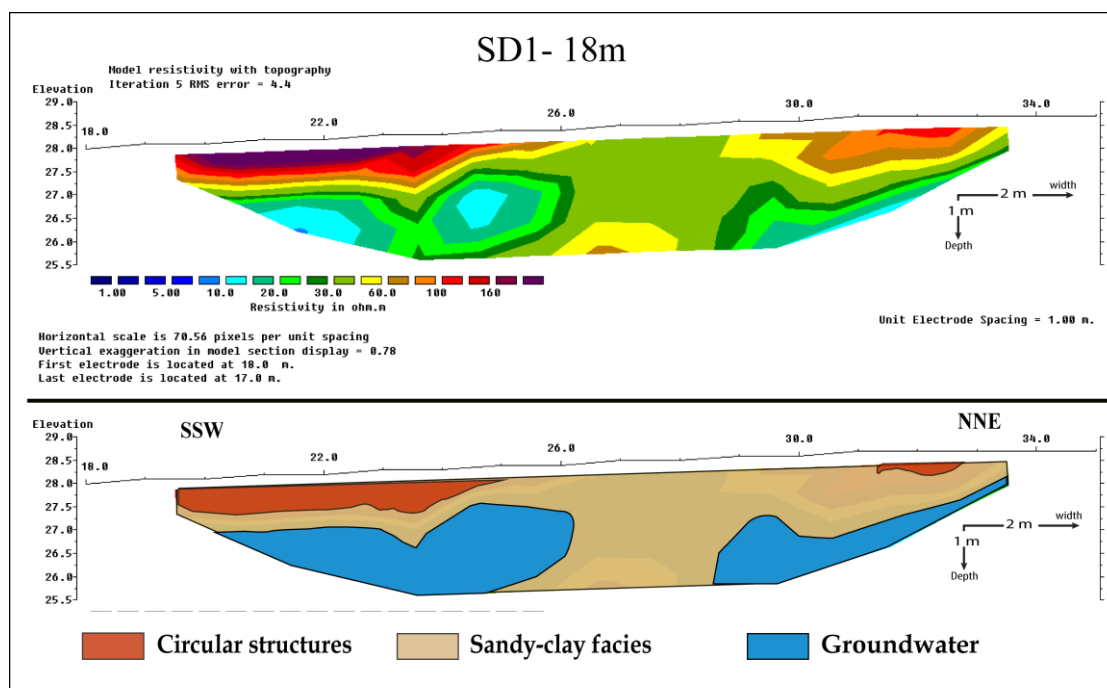 SD1- 18m
Model resistivity with topography
Iteration 5 RMS error = 4.4
Elevation
29.0
28.5
28.0
27.5
27.0
26.5
26.0
25.5
18.0
22.0
26.0
30.0
34.0
2 m width
1 m
Depth
1.00 5.00 10.0 20.0 30.0 60.0 100 160
Resistivity in ohm.m
Unit Electrode Spacing = 1.00 m.
Horizontal scale is 70.56 pixels per unit spacing
Vertical exaggeration in model section display = 0.78
First electrode is located at 18.0 m.
Last electrode is located at 17.0 m.
Elevation
SSW
NNE
29.0
28.5
28.0
27.5
27.0
26.5
26.0
25.5
18.0
22.0
26.0
30.0
34.0
2 m width
1 m
Depth
Circular structures Sandy-clay facies Groundwater